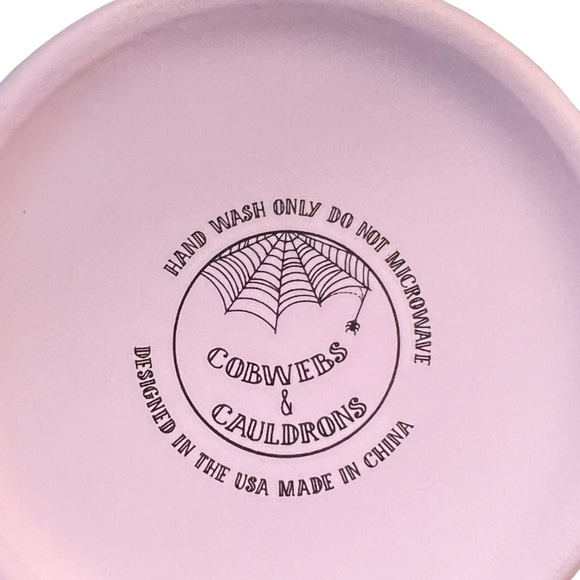 HAND WASH ONLY DO NOT MICROWAVE
COBWEBS
&
CAULDRONS
DESIGNED IN THE USA MADE IN CHINA